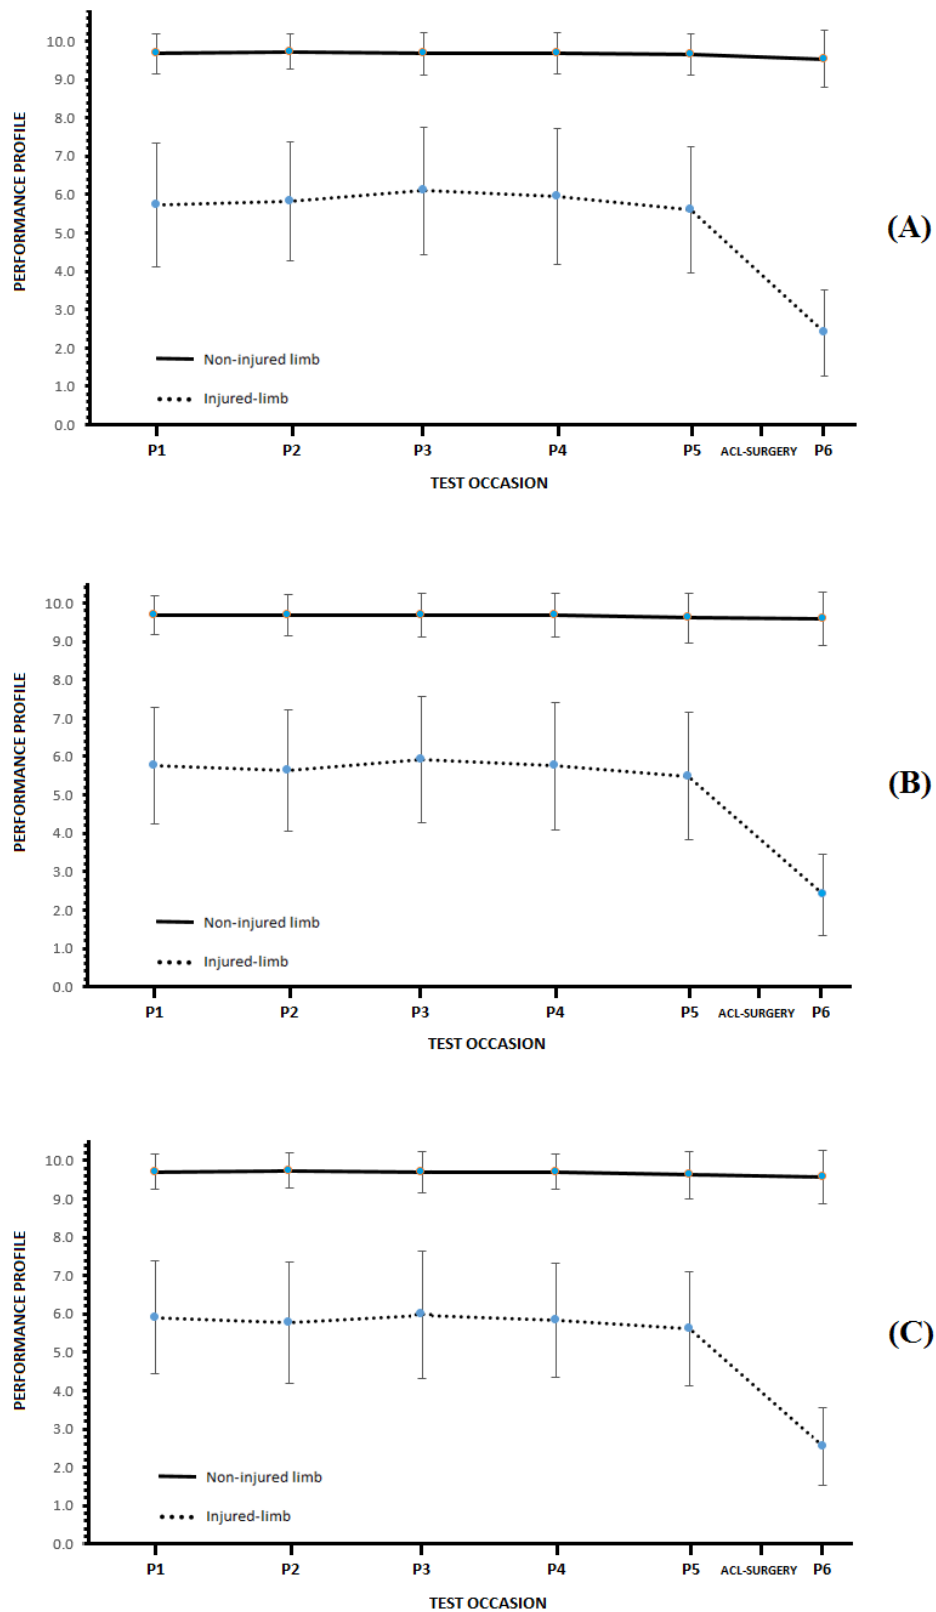 10.0
9.0
8.0
7.0
6.0
5.0
4.0
3.0
2.0
1.0
0.0
PERFORMANCE PROFILE
Non-injured limb
Injured-limb
P1 P2 P3 P4 P5 ACL-SURGERY P6
TEST OCCASION
(A)
10.0
9.0
8.0
7.0
6.0
5.0
4.0
3.0
2.0
1.0
0.0
PERFORMANCE PROFILE
Non-injured limb
Injured-limb
P1 P2 P3 P4 P5 ACL-SURGERY P6
TEST OCCASION
(B)
10.0
9.0
8.0
7.0
6.0
5.0
4.0
3.0
2.0
1.0
0.0
PERFORMANCE PROFILE
Non-injured limb
Injured-limb
P1 P2 P3 P4 P5 ACL-SURGERY P6
TEST OCCASION
(C)